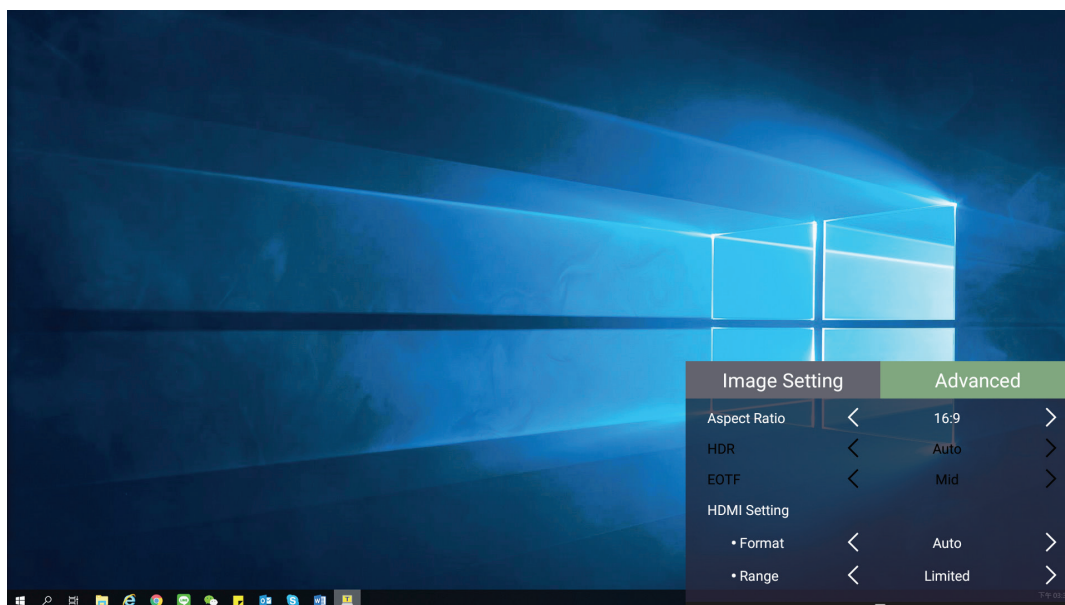 Image Setting Advanced
Aspect Ratio 16:9
HDR Auto
EOTF Mid
HDMI Setting
• Format Auto
• Range Limited